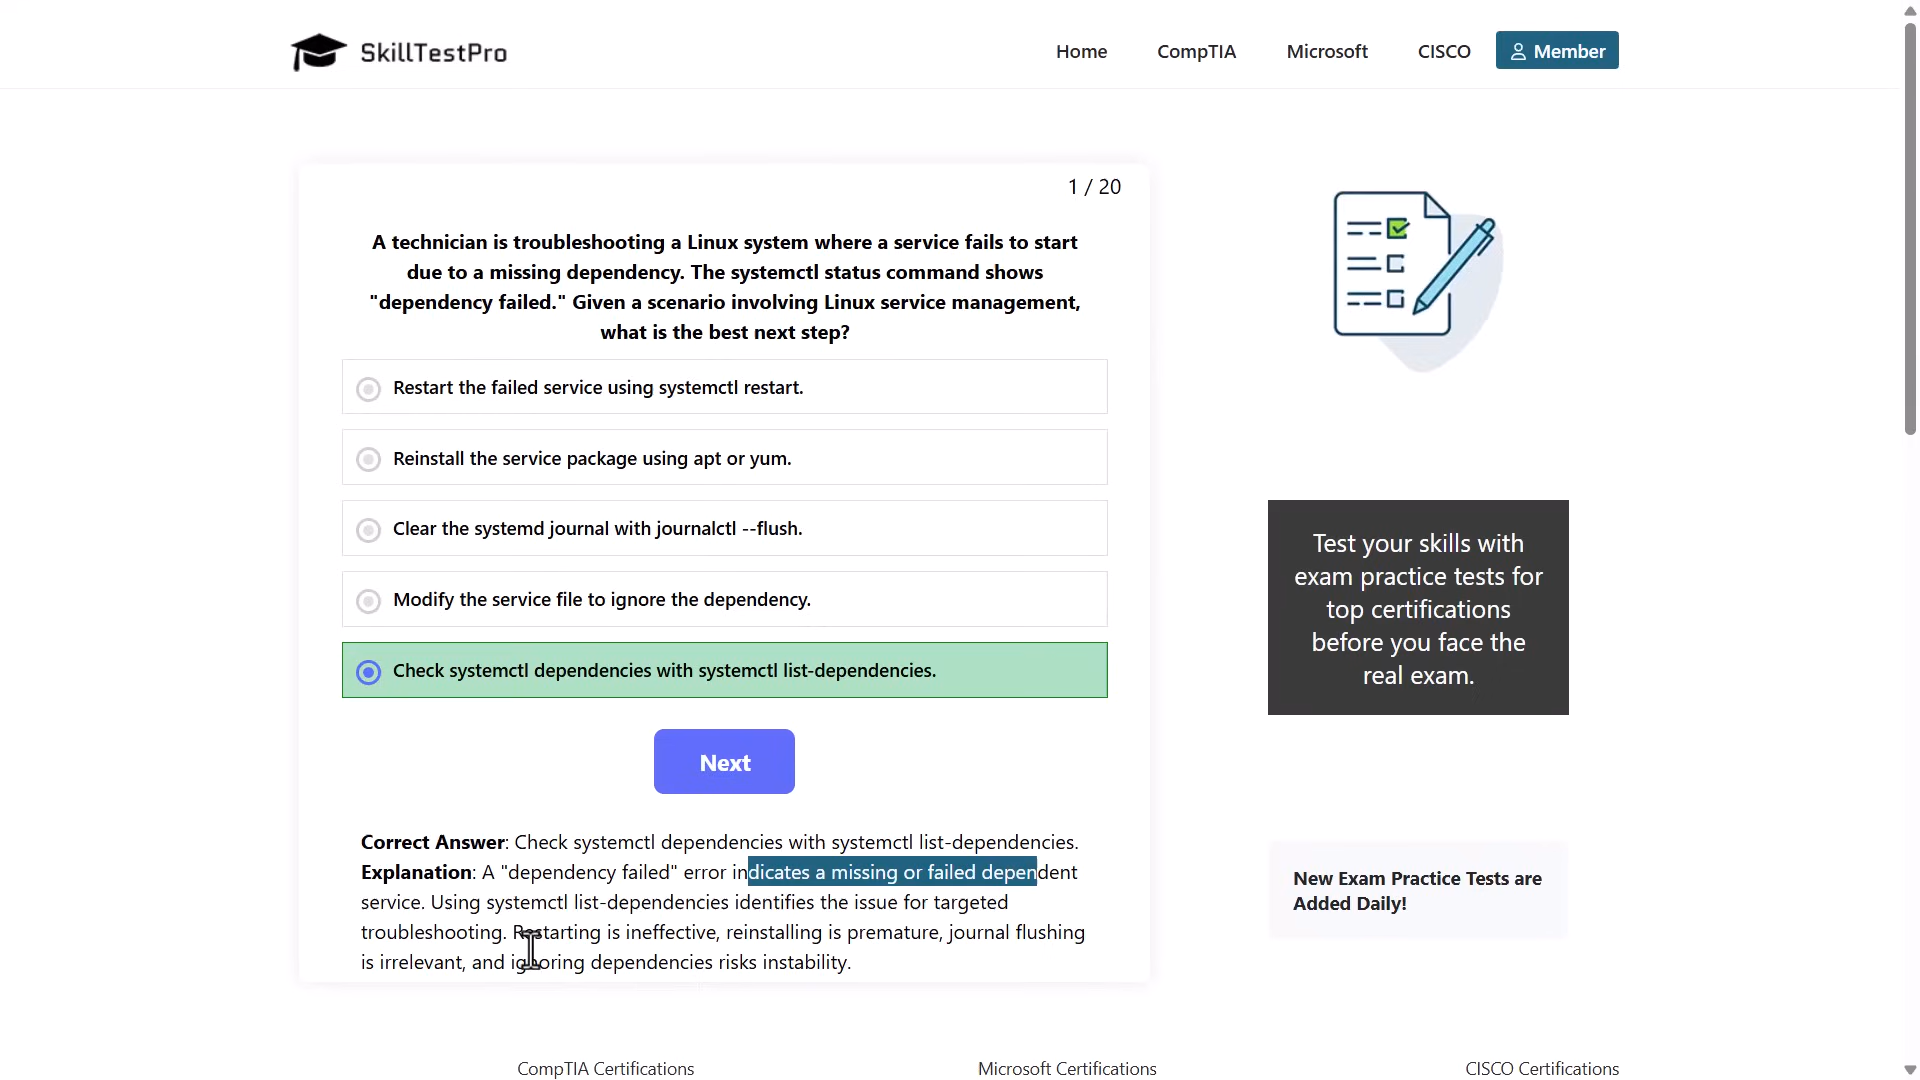 SkillTestPro
Home
CompTIA
Microsoft
CISCO
Member
1 / 20
A technician is troubleshooting a Linux system where a service fails to start
due to a missing dependency. The systemctl status command shows
"dependency failed." Given a scenario involving Linux service management,
what is the best next step?
Restart the failed service using systemctl restart.
Reinstall the service package using apt or yum.
Clear the systemd journal with journalctl --flush.
Modify the service file to ignore the dependency.
Check systemctl dependencies with systemctl list-dependencies.
Next
Correct Answer: Check systemctl dependencies with systemctl list-dependencies.
Explanation: A "dependency failed" error indicates a missing or failed dependent
service. Using systemctl list-dependencies identifies the issue for targeted
troubleshooting. Restarting is ineffective, reinstalling is premature, journal flushing
is irrelevant, and ignoring dependencies risks instability.
Test your skills with
exam practice tests for
top certifications
before you face the
real exam.
New Exam Practice Tests are
Added Daily!
CompTIA Certifications
Microsoft Certifications
CISCO Certifications